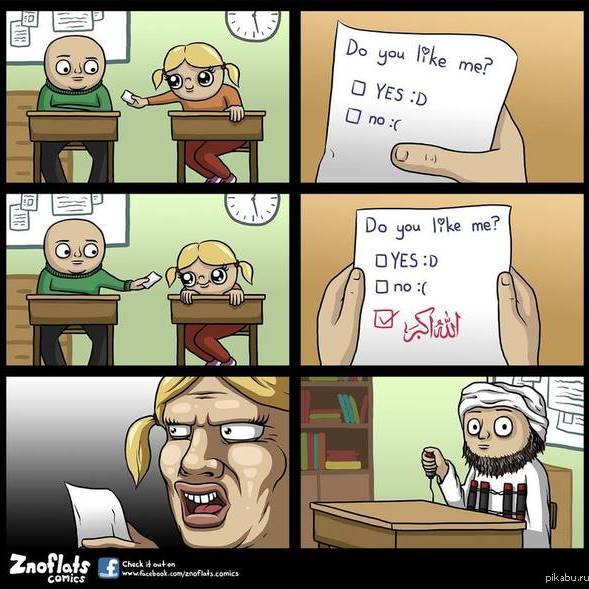 Do you like me?
YES :D
no :(
Do you like me?
YES :D
no :(
الله اكبر
Znoflats
comics
Check it out on
www.facebook.com/znoflats.comics
pikabu.ru